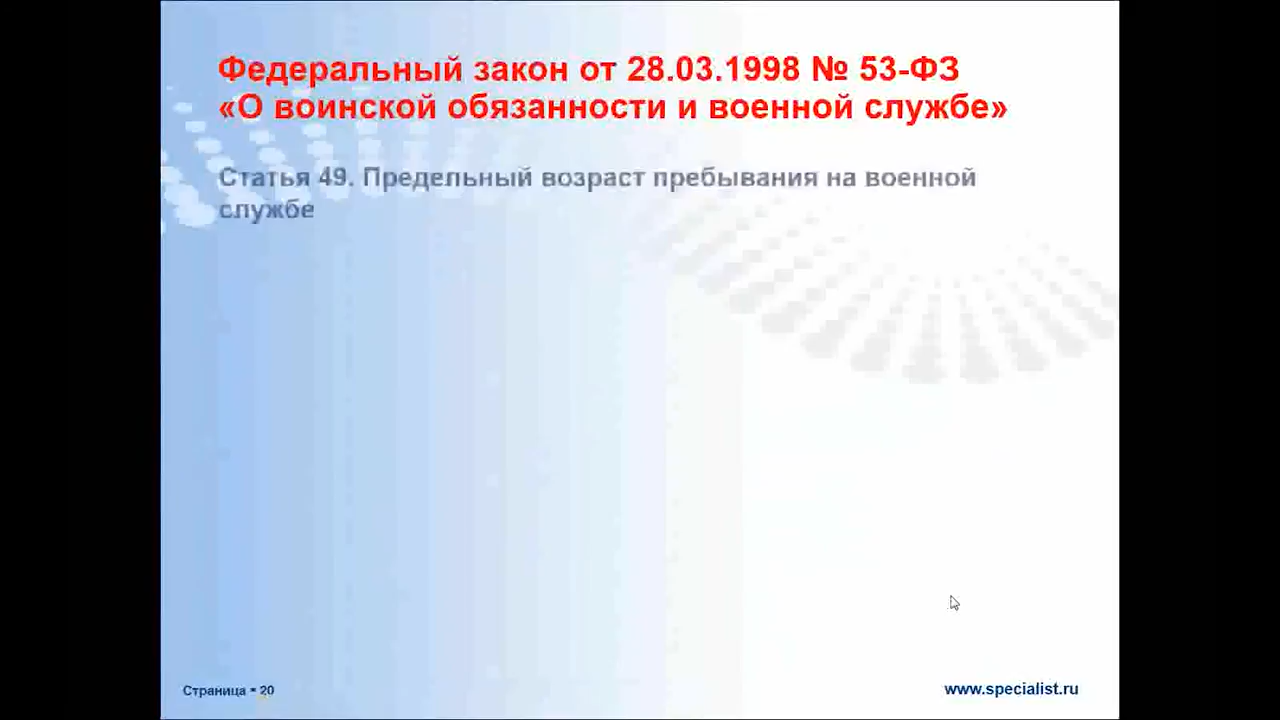 Федеральный закон от 28.03.1998 № 53-ФЗ
«О воинской обязанности и военной службе»
Статья 49. Предельный возраст пребывания на военной
службе
Страница ▪ 20
www.specialist.ru